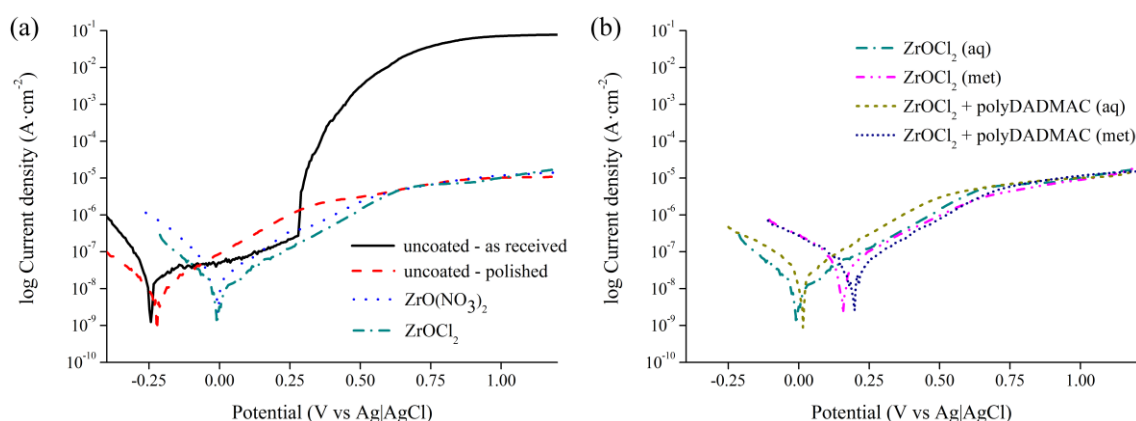 (a)
log Current density (A·cm⁻²)
10⁻¹
10⁻²
10⁻³
10⁻⁴
10⁻⁵
10⁻⁶
10⁻⁷
10⁻⁸
10⁻⁹
10⁻¹⁰
uncoated - as received
uncoated - polished
ZrO(NO₃)₂
ZrOCl₂
-0.25 0.00 0.25 0.50 0.75 1.00
Potential (V vs Ag|AgCl)
(b)
log Current density (A·cm⁻²)
10⁻¹
10⁻²
10⁻³
10⁻⁴
10⁻⁵
10⁻⁶
10⁻⁷
10⁻⁸
10⁻⁹
10⁻¹⁰
ZrOCl₂ (aq)
ZrOCl₂ (met)
ZrOCl₂ + polyDADMAC (aq)
ZrOCl₂ + polyDADMAC (met)
-0.25 0.00 0.25 0.50 0.75 1.00
Potential (V vs Ag|AgCl)